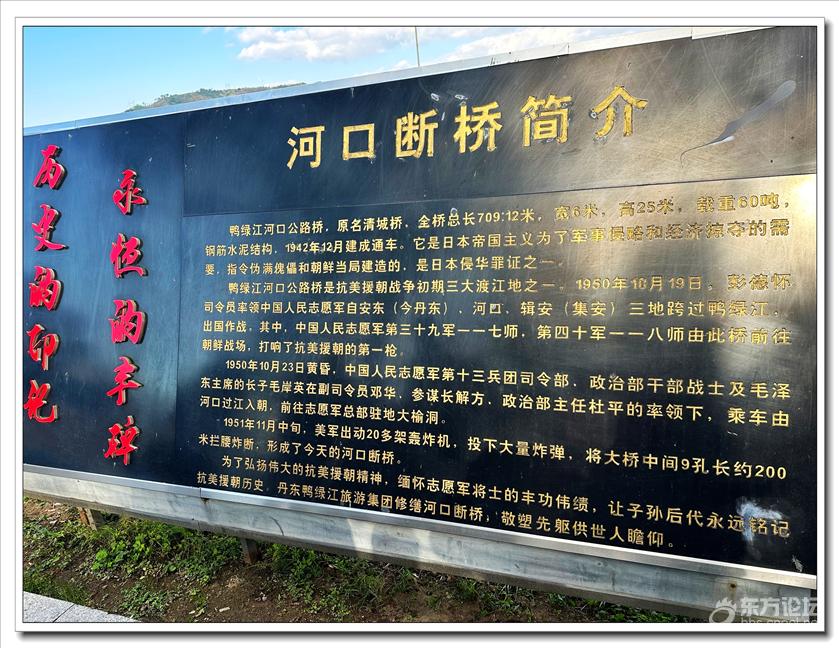 历史的印记
永恒的丰碑
河口断桥简介
鸭绿江河口公路桥，原名清城桥，全桥总长709.12米，宽6米，高25米，载重60吨，
钢筋水泥结构，1942年12月建成通车。它是日本帝国主义为了军事侵略和经济掠夺的需
要，指令伪满傀儡和朝鲜当局建造的，是日本侵华罪证之一。
鸭绿江河口公路桥是抗美援朝战争初期三大渡江地之一。1950年10月19日，彭德怀
司令员率领中国人民志愿军自安东（今丹东）、河口、辑安（集安）三地跨过鸭绿江，
出国作战，其中，中国人民志愿军第三十九军一一七师，第四十军一一八师由此桥前往
朝鲜战场，打响了抗美援朝的第一枪。
1950年10月23日黄昏，中国人民志愿军第十三兵团司令部、政治部干部战士及毛泽
东主席的长子毛岸英在副司令员邓华，参谋长解方、政治部主任杜平的率领下，乘车由
河口过江入朝，前往志愿军总部驻地大榆洞。
1951年11月中旬，美军出动20多架轰炸机，投下大量炸弹，将大桥中间9孔长约200
米拦腰炸断，形成了今天的河口断桥。
为了弘扬伟大的抗美援朝精神，缅怀志愿军将士的丰功伟绩，让子孙后代永远铭记
抗美援朝历史，丹东鸭绿江旅游集团修缮河口断桥，敬塑先躯供世人瞻仰。
东方论坛